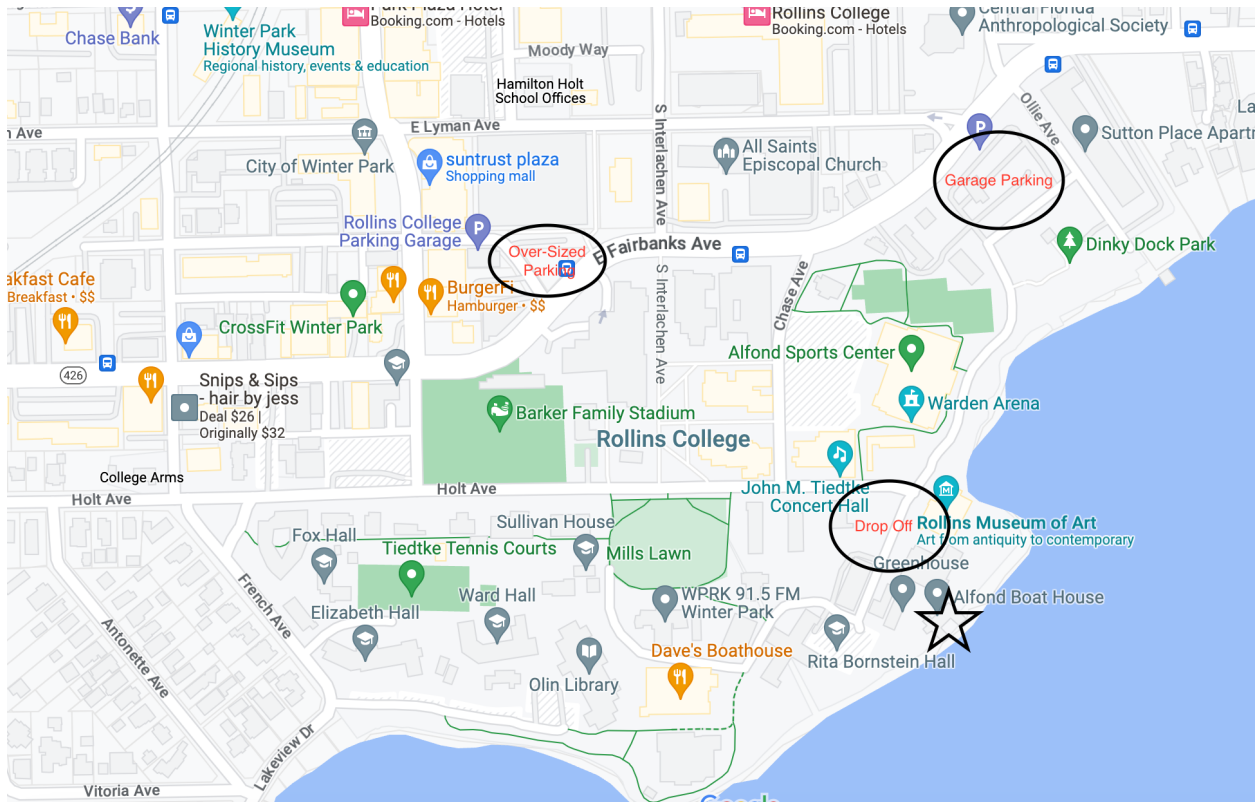 Park Plaza Hotel
Booking.com - Hotels
Rollins College
Booking.com - Hotels
Central Florida
Anthropological Society
Chase Bank
Winter Park
History Museum
Regional history, events & education
Moody Way
Hamilton Holt
School Offices
Ollie Ave
La
n Ave
E Lyman Ave
S Interlachen Ave
P
Sutton Place Apartr
City of Winter Park
suntrust plaza
Shopping mall
All Saints
Episcopal Church
Garage Parking
Rollins College
Parking Garage
P
Over-Sized
Parking
E Fairbanks Ave
Dinky Dock Park
akfast Cafe
Breakfast • $$
BurgerFi
Hamburger • $$
S Interlachen Ave
Chase Ave
CrossFit Winter Park
Alfond Sports Center
426
Snips & Sips
- hair by jess
Deal $26 |
Originally $32
Barker Family Stadium
Warden Arena
Rollins College
College Arms
Holt Ave
Holt Ave
John M. Tiedtke
Concert Hall
Drop Off
Rollins Museum of Art
Art from antiquity to contemporary
Fox Hall
Sullivan House
Tiedtke Tennis Courts
Mills Lawn
Greenhouse
French Ave
Elizabeth Hall
Ward Hall
WPRK 91.5 FM
Winter Park
Alfond Boat House
Antonette Ave
Dave's Boathouse
Rita Bornstein Hall
Olin Library
Lakeview Dr
Vitoria Ave
Google